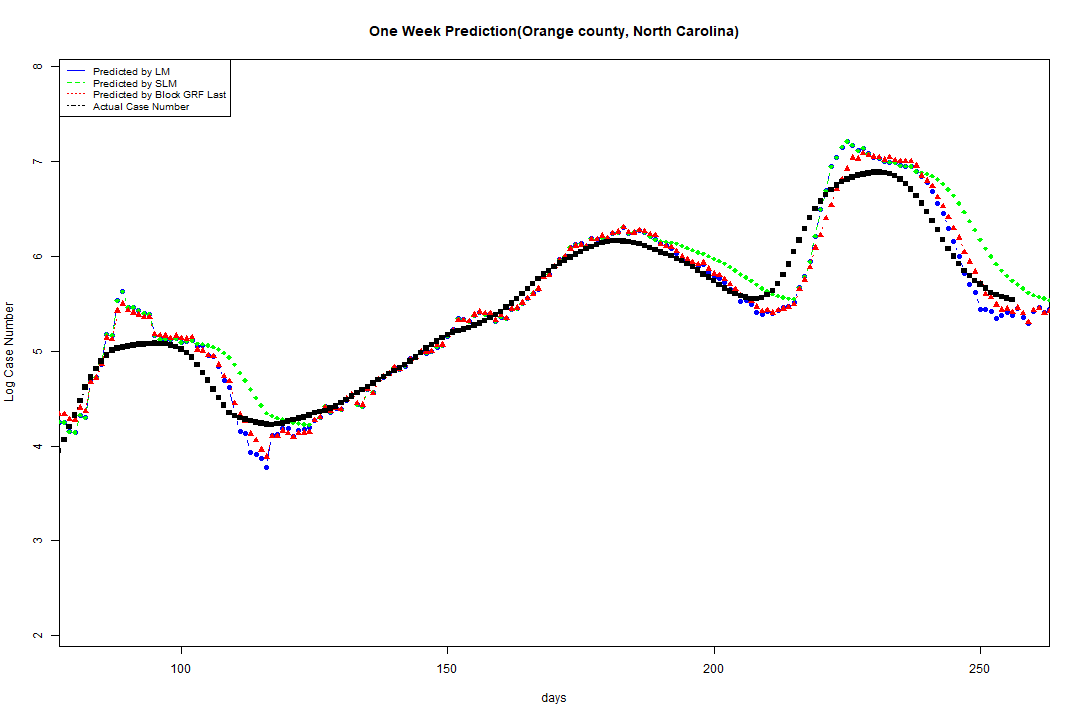 One Week Prediction(Orange county, North Carolina)
Predicted by LM
Predicted by SLM
Predicted by Block GRF Last
Actual Case Number
Log Case Number
8
7
6
5
4
3
2
100 150 200 250
days